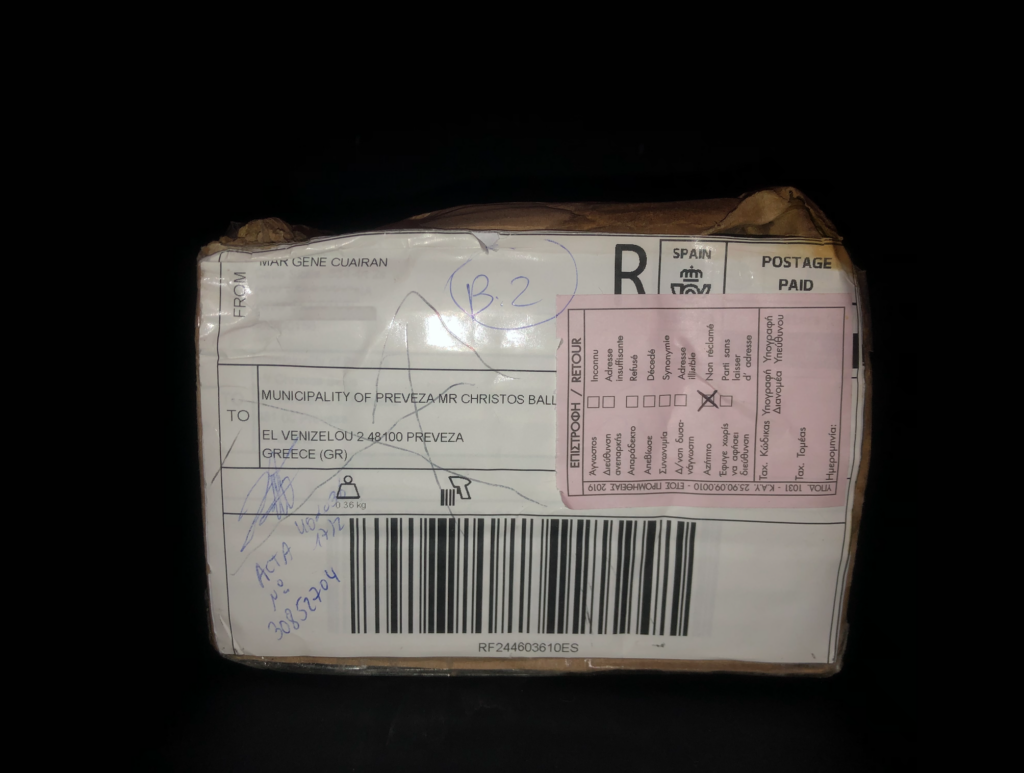 FROM
MAR GENE CUAIRAN
B.2
R
SPAIN
POSTAGE
PAID
TO
MUNICIPALITY OF PREVEZA MR CHRISTOS BALL
EL VENIZELOU 2 48100 PREVEZA
GREECE (GR)
0.36 kg
ACTA
Nº
30852704
RF244603610ES
ΕΠΙΣΤΡΟΦΗ / RETOUR
Άγνωστος Inconnu
Διεύθυνση ανεπαρκής Adresse insuffisante
Απαράδεκτο Refusé
Απεβίωσε Décedé
Συνωνυμία Synonymie
Δ/νση δυσανάγνωστη Adresse illisible
Αζήτητο Non réclamé
Έφυγε χωρίς να αφήσει διεύθυνση Parti sans laisser d' adresse
Ταχ. Κώδικας Υπογραφή Υπογραφή
Διανομέα Υπεύθυνου
Ταχ. Τομέας
Ημερομηνία:
ΥΠΟΔ. 1031 - Κ.Α.Υ. 23.90.09.0010 - ΕΤΟΣ ΠΡΟΜΗΘΕΙΑΣ 2019